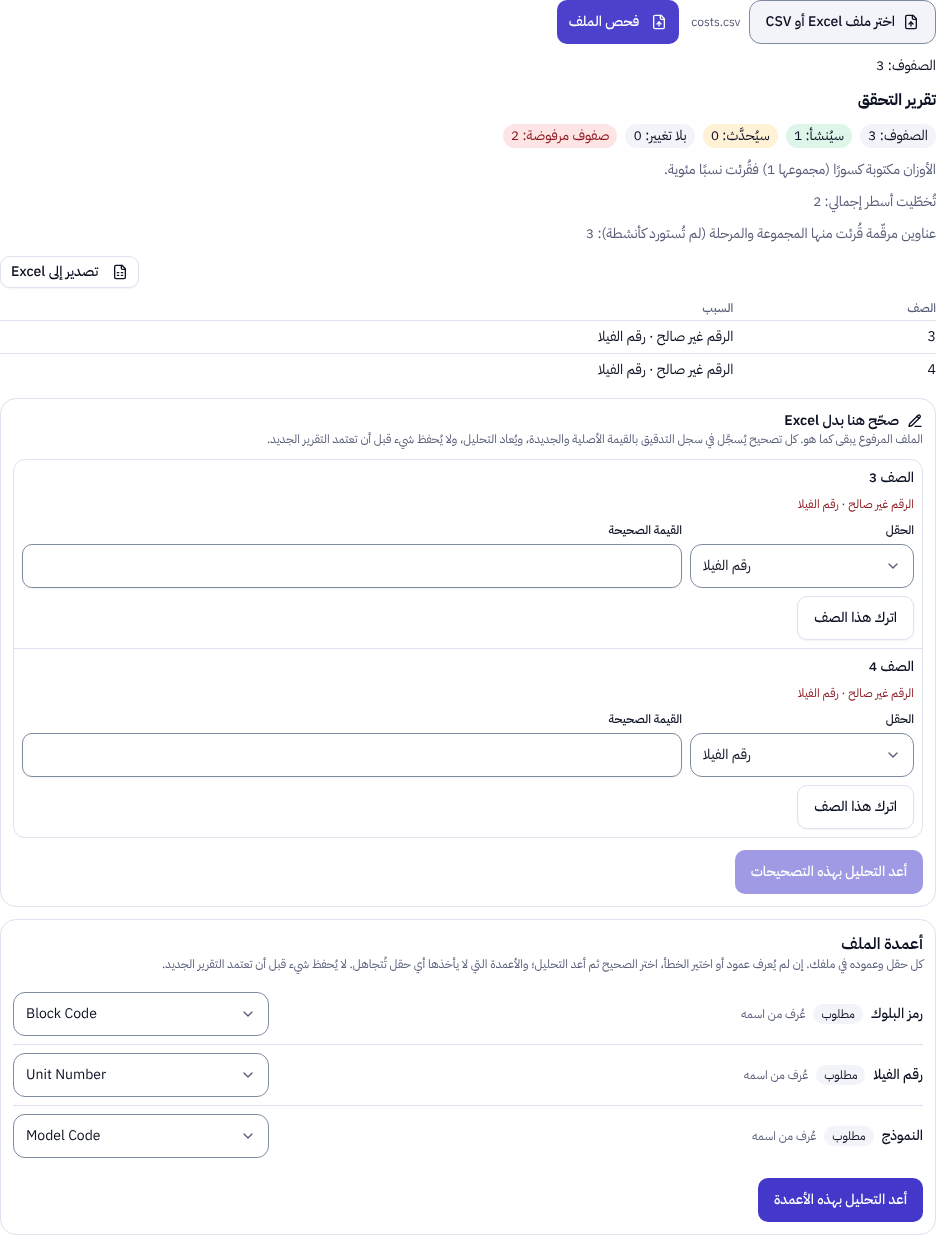 اختر ملف Excel أو CSV costs.csv فحص الملف
الصفوف: 3
تقرير التحقق
الصفوف: 3 سيُنشأ: 1 سيُحدَّث: 0 بلا تغيير: 0 صفوف مرفوضة: 2
الأوزان مكتوبة كسورًا (مجموعها 1) فقُرئت نسبًا مئوية.
تُخطّيت أسطر إجمالي: 2
عناوين مرقّمة قُرئت منها المجموعة والمرحلة (لم تُستورد كأنشطة): 3
تصدير إلى Excel
الصف السبب
3 الرقم غير صالح · رقم الفيلا
4 الرقم غير صالح · رقم الفيلا
صحّح هنا بدل Excel
الملف المرفوع يبقى كما هو. كل تصحيح يُسجَّل في سجل التدقيق بالقيمة الأصلية والجديدة، ويُعاد التحليل، ولا يُحفظ شيء قبل أن تعتمد التقرير الجديد.
الصف 3
الرقم غير صالح · رقم الفيلا
الحقل القيمة الصحيحة
رقم الفيلا
اترك هذا الصف
الصف 4
الرقم غير صالح · رقم الفيلا
الحقل القيمة الصحيحة
رقم الفيلا
اترك هذا الصف
أعد التحليل بهذه التصحيحات
أعمدة الملف
كل حقل وعموده في ملفك. إن لم يُعرف عمود أو اختير الخطأ، اختر الصحيح ثم أعد التحليل؛ والأعمدة التي لا يأخذها أي حقل تُتجاهل. لا يُحفظ شيء قبل أن تعتمد التقرير الجديد.
رمز البلوك مطلوب عُرف من اسمه Block Code
رقم الفيلا مطلوب عُرف من اسمه Unit Number
النموذج مطلوب عُرف من اسمه Model Code
أعد التحليل بهذه الأعمدة